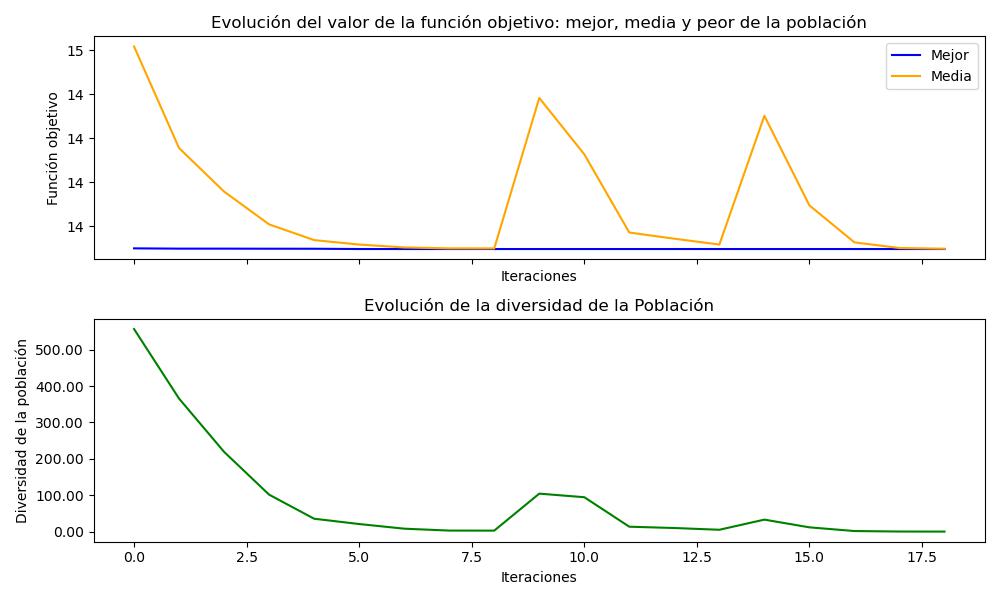 Evolución del valor de la función objetivo: mejor, media y peor de la población
Función objetivo
15
14
14
14
14
Mejor
Media
Iteraciones
Evolución de la diversidad de la Población
Diversidad de la población
500.00
400.00
300.00
200.00
100.00
0.00
0.0 2.5 5.0 7.5 10.0 12.5 15.0 17.5
Iteraciones